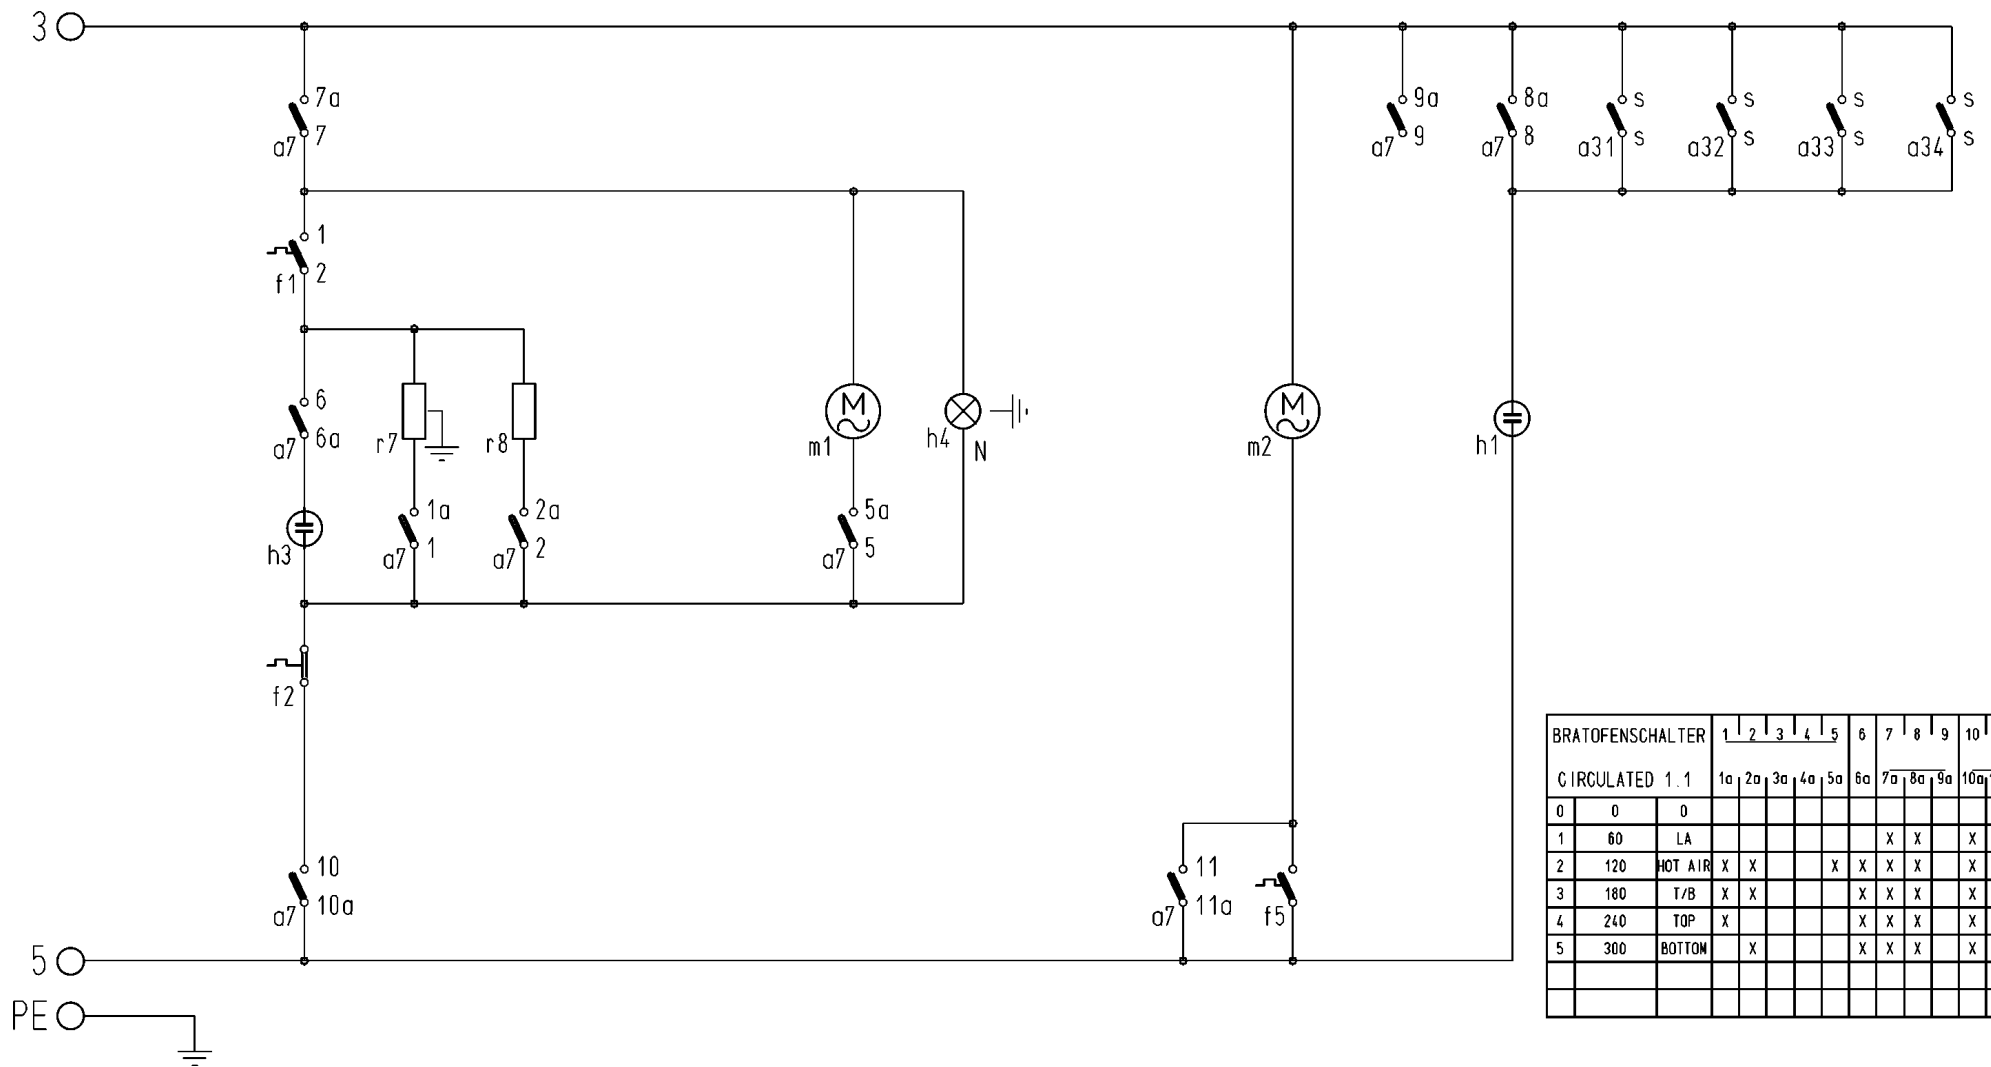 3
7a 9a 8a s s s s
7 9 8 s s s s
a7 a7 a7 a31 a32 a33 a34
1
2
f1
6
M M
6a
a7 r7 r8 m1 h4 N m2 h1
1a 2a 5a
1 2 5
h3 a7 a7 a7
f2
BRATOFENSCHALTER 1 2 3 4 5 6 7 8 9 10
CIRCULATED 1.1 1a 2a 3a 4a 5a 6a 7a 8a 9a 10a
0 0 0
1 60 LA X X X
2 120 HOT AIR X X X X X X X
3 180 T/B X X X X X X
4 240 TOP X X X X X
5 300 BOTTOM X X X X X
10 11
a7 10a a7 11a f5
5
PE